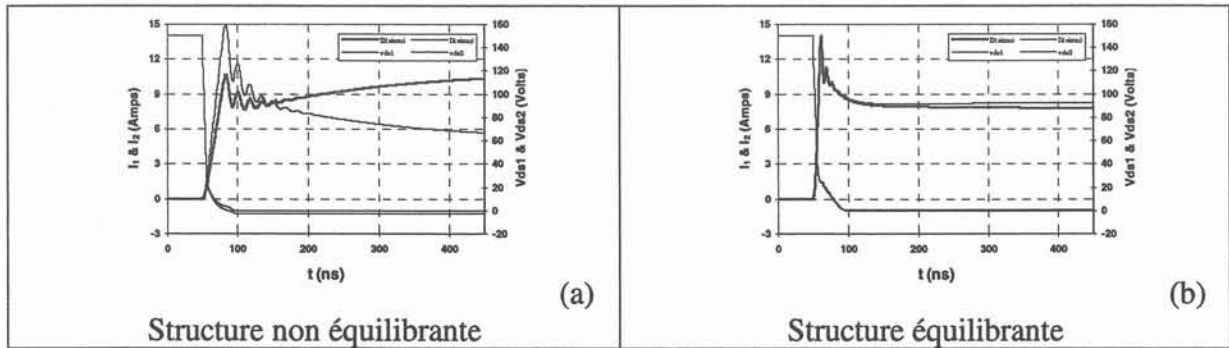 15
12
9
6
3
0
-3
I₁ & I₂ (Amps)
160
140
120
100
80
60
40
20
0
-20
Vds1 & Vds2 (Volts)
vds1 vds2
0 100 200 300 400
t (ns)
(a)
Structure non équilibrante
15
12
9
6
3
0
-3
I₁ & I₂ (Amps)
160
140
120
100
80
60
40
20
0
-20
Vds1 & Vds2 (Volts)
vds1 vds2
0 100 200 300 400
t (ns)
(b)
Structure équilibrante